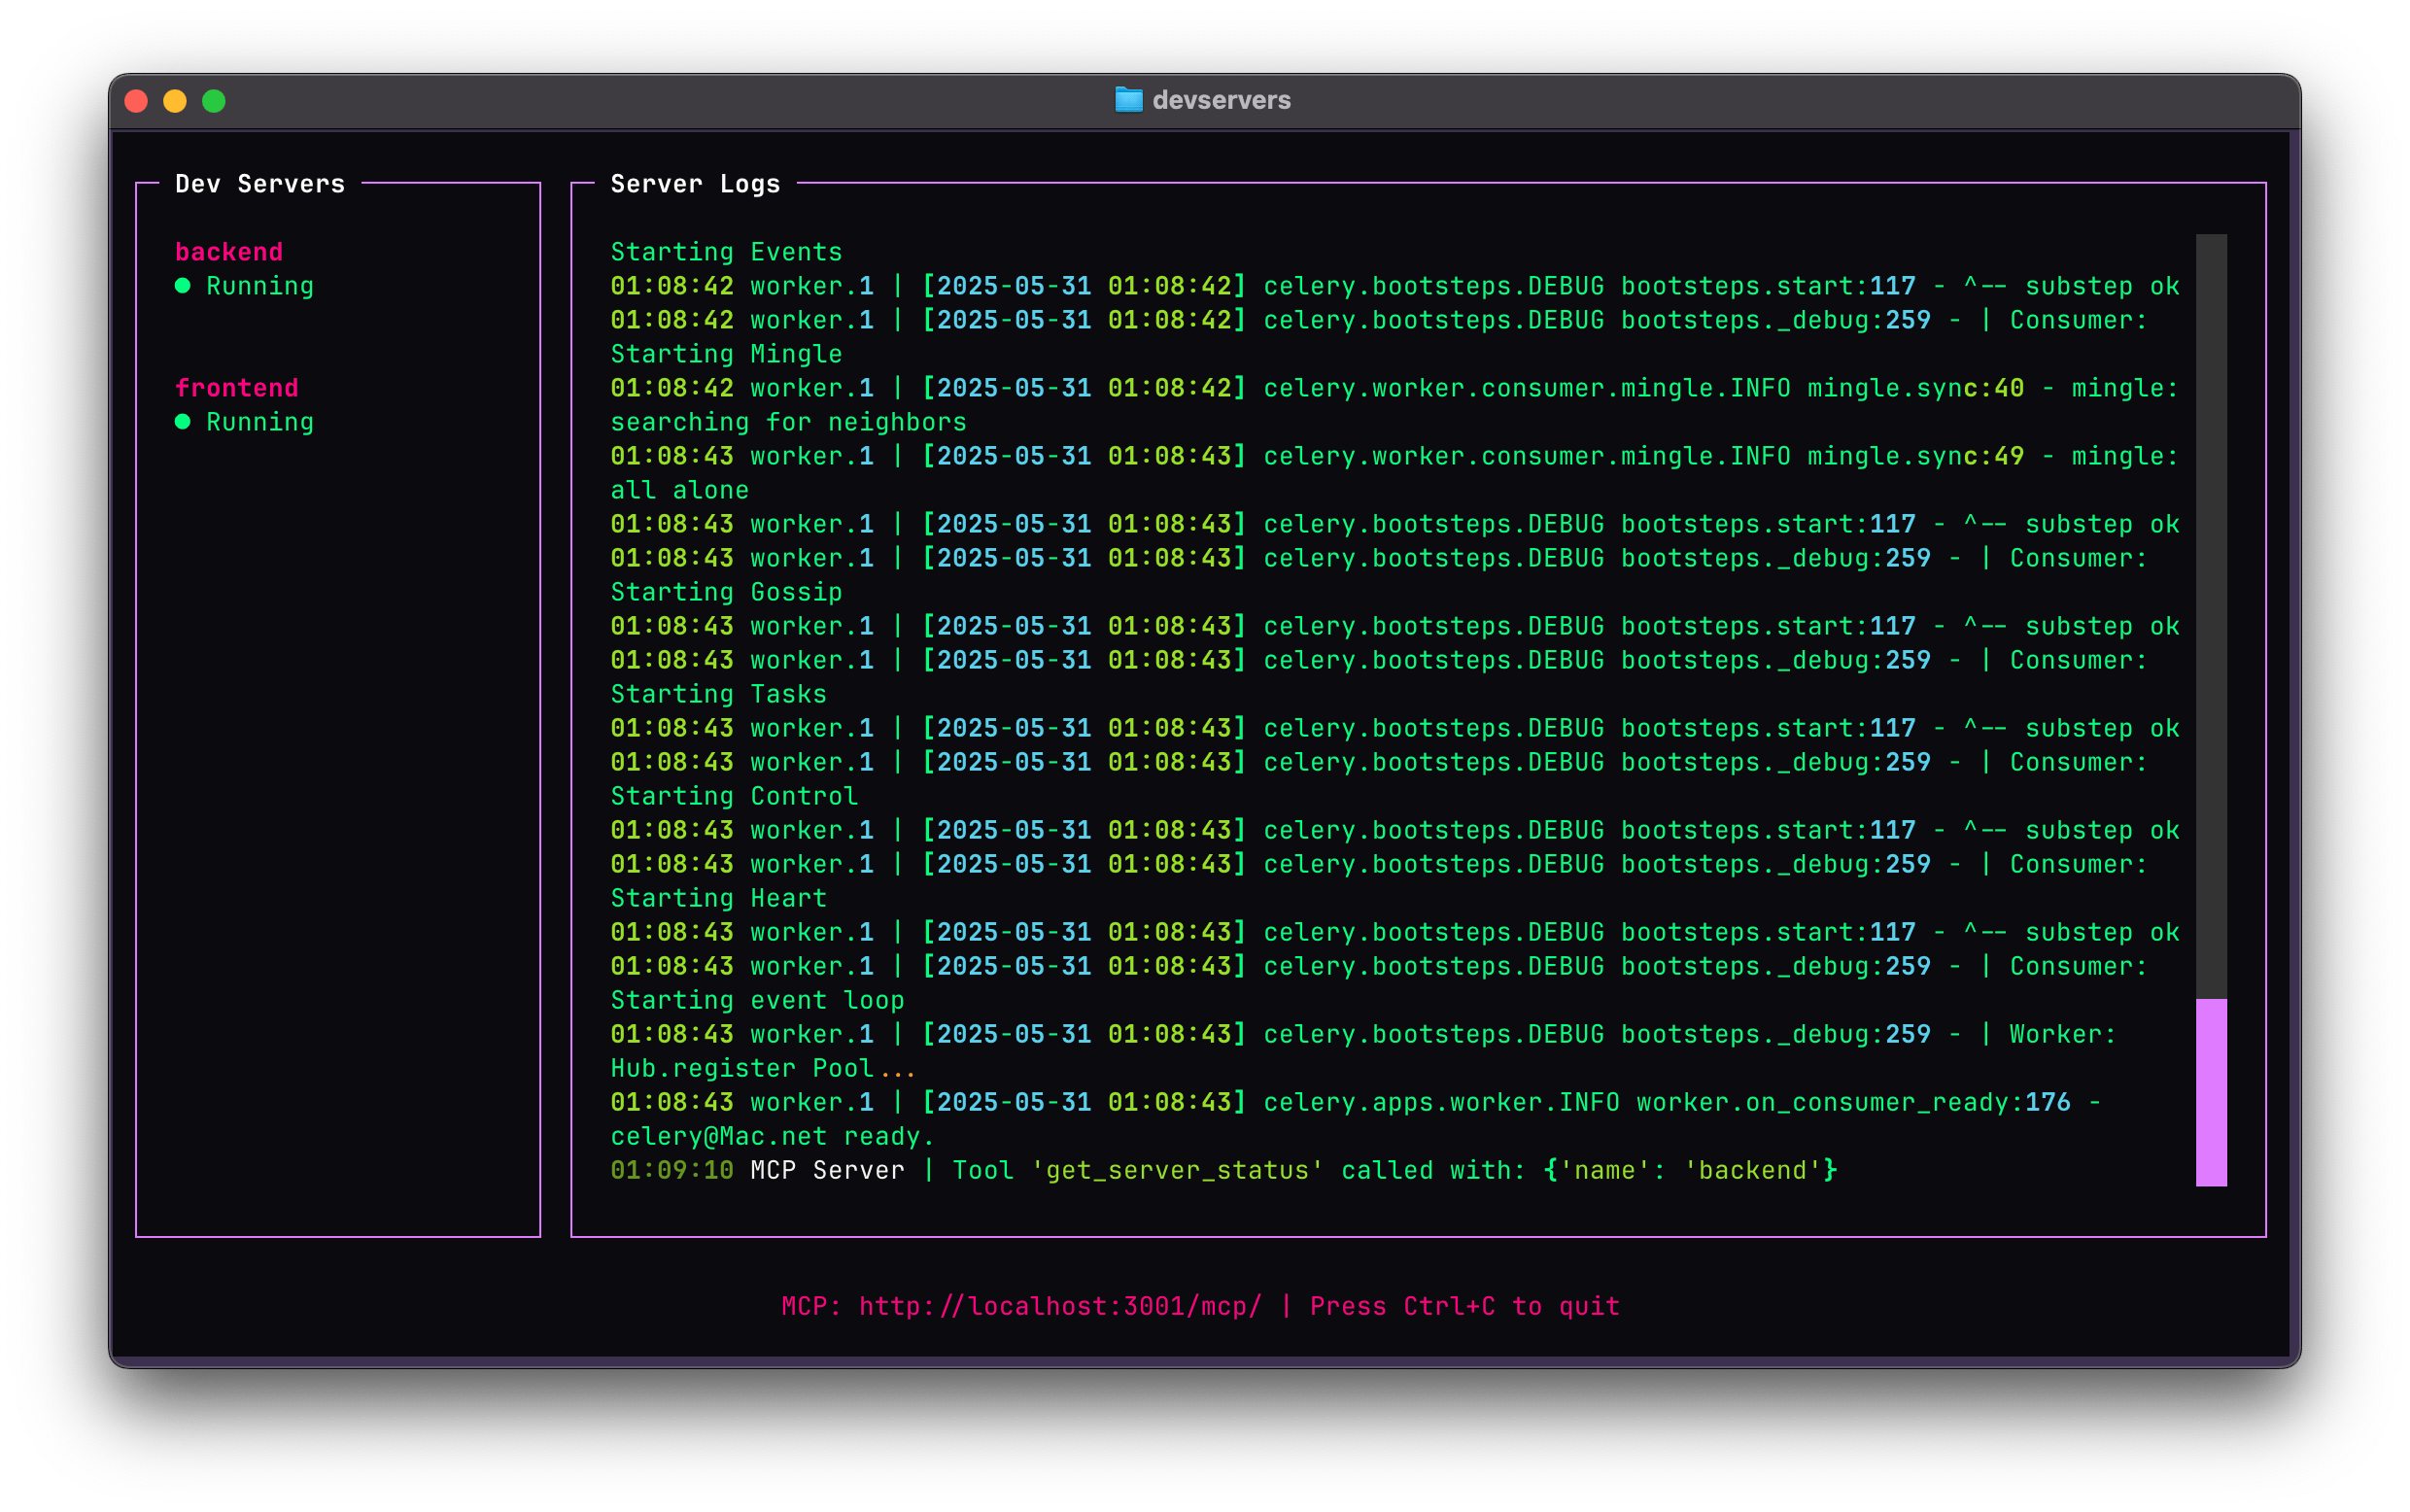 devservers
Dev Servers
backend
● Running
frontend
● Running
Server Logs
Starting Events
01:08:42 worker.1 | [2025-05-31 01:08:42] celery.bootsteps.DEBUG bootsteps.start:117 - ^-- substep ok
01:08:42 worker.1 | [2025-05-31 01:08:42] celery.bootsteps.DEBUG bootsteps._debug:259 - | Consumer:
Starting Mingle
01:08:42 worker.1 | [2025-05-31 01:08:42] celery.worker.consumer.mingle.INFO mingle.sync:40 - mingle:
searching for neighbors
01:08:43 worker.1 | [2025-05-31 01:08:43] celery.worker.consumer.mingle.INFO mingle.sync:49 - mingle:
all alone
01:08:43 worker.1 | [2025-05-31 01:08:43] celery.bootsteps.DEBUG bootsteps.start:117 - ^-- substep ok
01:08:43 worker.1 | [2025-05-31 01:08:43] celery.bootsteps.DEBUG bootsteps._debug:259 - | Consumer:
Starting Gossip
01:08:43 worker.1 | [2025-05-31 01:08:43] celery.bootsteps.DEBUG bootsteps.start:117 - ^-- substep ok
01:08:43 worker.1 | [2025-05-31 01:08:43] celery.bootsteps.DEBUG bootsteps._debug:259 - | Consumer:
Starting Tasks
01:08:43 worker.1 | [2025-05-31 01:08:43] celery.bootsteps.DEBUG bootsteps.start:117 - ^-- substep ok
01:08:43 worker.1 | [2025-05-31 01:08:43] celery.bootsteps.DEBUG bootsteps._debug:259 - | Consumer:
Starting Control
01:08:43 worker.1 | [2025-05-31 01:08:43] celery.bootsteps.DEBUG bootsteps.start:117 - ^-- substep ok
01:08:43 worker.1 | [2025-05-31 01:08:43] celery.bootsteps.DEBUG bootsteps._debug:259 - | Consumer:
Starting Heart
01:08:43 worker.1 | [2025-05-31 01:08:43] celery.bootsteps.DEBUG bootsteps.start:117 - ^-- substep ok
01:08:43 worker.1 | [2025-05-31 01:08:43] celery.bootsteps.DEBUG bootsteps._debug:259 - | Consumer:
Starting event loop
01:08:43 worker.1 | [2025-05-31 01:08:43] celery.bootsteps.DEBUG bootsteps._debug:259 - | Worker:
Hub.register Pool...
01:08:43 worker.1 | [2025-05-31 01:08:43] celery.apps.worker.INFO worker.on_consumer_ready:176 -
celery@Mac.net ready.
01:09:10 MCP Server | Tool 'get_server_status' called with: {'name': 'backend'}
MCP: http://localhost:3001/mcp/ | Press Ctrl+C to quit